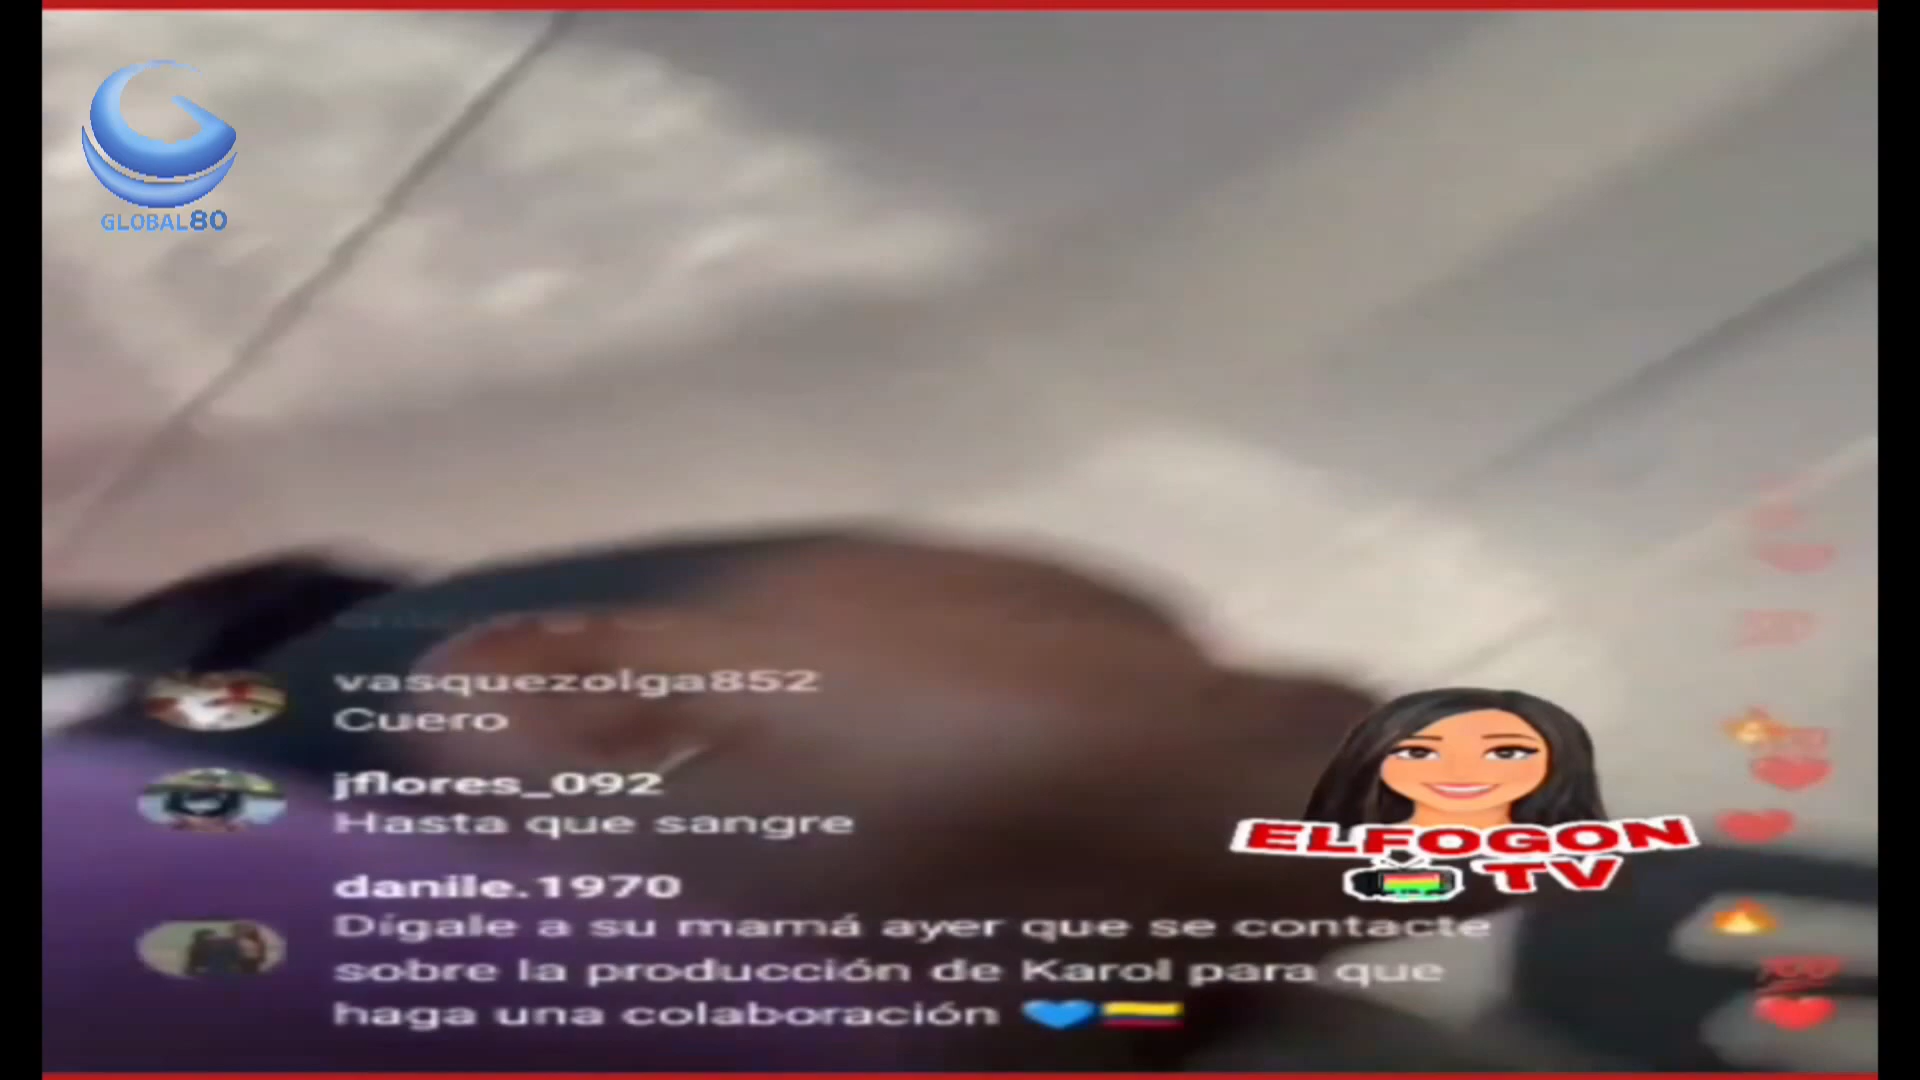 GLOBAL80
vasquezolga852
Cuero
jflores_092
Hasta que sangre
ELFOGON
TV
danile.1970
Dígale a su mamá ayer que se contacte
sobre la producción de Karol para que
haga una colaboración 💙🇨🇴